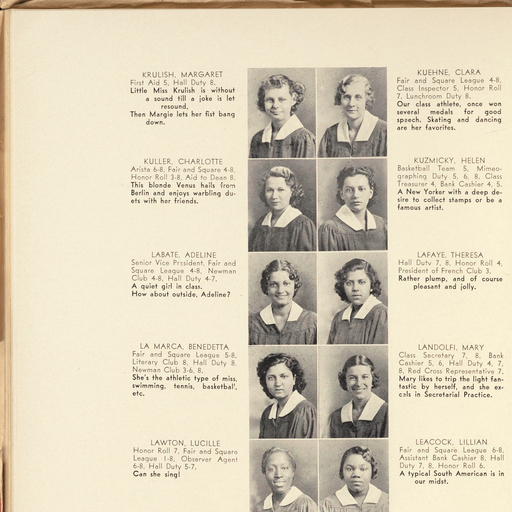 KRULISH, MARGARET
First Aid 5, Hall Duty 8.
Little Miss Krulish is without
a sound till a joke is let
resound,
Then Margie lets her fist bang
down.
KUEHNE, CLARA
Fair and Square League 4-8,
Class Inspector 5, Honor Roll
7, Lunchroom Duty 8.
Our class athlete, once won
several medals for good
speech. Skating and dancing
are her favorites.
KULLER, CHARLOTTE
Arista 6-8, Fair and Square 4-8,
Honor Roll 3-8, Aid to Dean 8.
This blonde Venus hails from
Berlin and enjoys warbling du-
ets with her friends.
KUZMICKY, HELEN
Basketball Team 5, Mimeo-
graphing Duty 5, 6, 8, Class
Treasurer 4, Bank Cashier 4, 5.
A New Yorker with a deep de-
sire to collect stamps or be a
famous artist.
LABATE, ADELINE
Senior Vice President, Fair and
Square League 4-8, Newman
Club 4-8, Hall Duty 4-7.
A quiet girl in class.
How about outside, Adeline?
LAFAYE, THERESA
Hall Duty 7, 8, Honor Roll 4,
President of French Club 3.
Rather plump, and of course
pleasant and jolly.
LA MARCA, BENEDETTA
Fair and Square League 5-8,
Literary Club 8, Hall Duty 8,
Newman Club 3-6, 8.
She's the athletic type of miss,
swimming, tennis, basketball,
etc.
LANDOLFI, MARY
Class Secretary 7, 8, Bank
Cashier 5, 6, Hall Duty 4, 7,
8, Red Cross Representative 7.
Mary likes to trip the light fan-
tastic by herself, and she ex-
cels in Secretarial Practice.
LAWTON, LUCILLE
Honor Roll 7, Fair and Square
League 1-8, Observer Agent
6-8, Hall Duty 5-7.
Can she sing!
LEACOCK, LILLIAN
Fair and Square League 6-8,
Assistant Bank Cashier 8, Hall
Duty 7, 8, Honor Roll 6.
A typical South American is in
our midst.